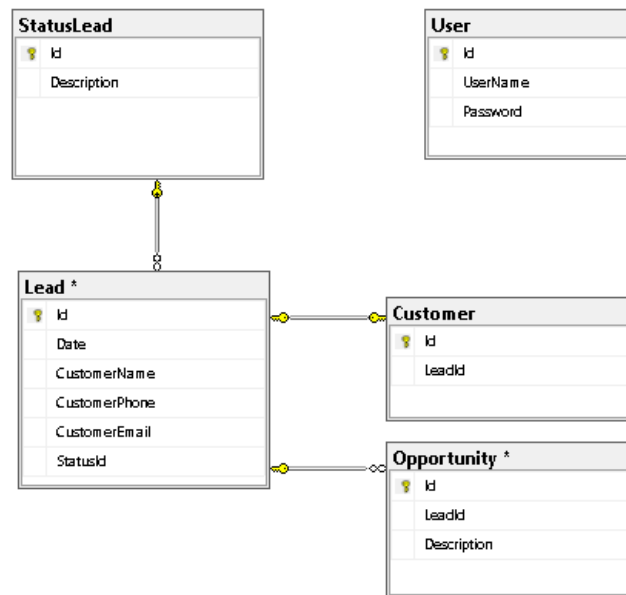 StatusLead
Id
Description
User
Id
UserName
Password
Lead *
Id
Date
CustomerName
CustomerPhone
CustomerEmail
StatusId
Customer
Id
LeadId
Opportunity *
Id
LeadId
Description